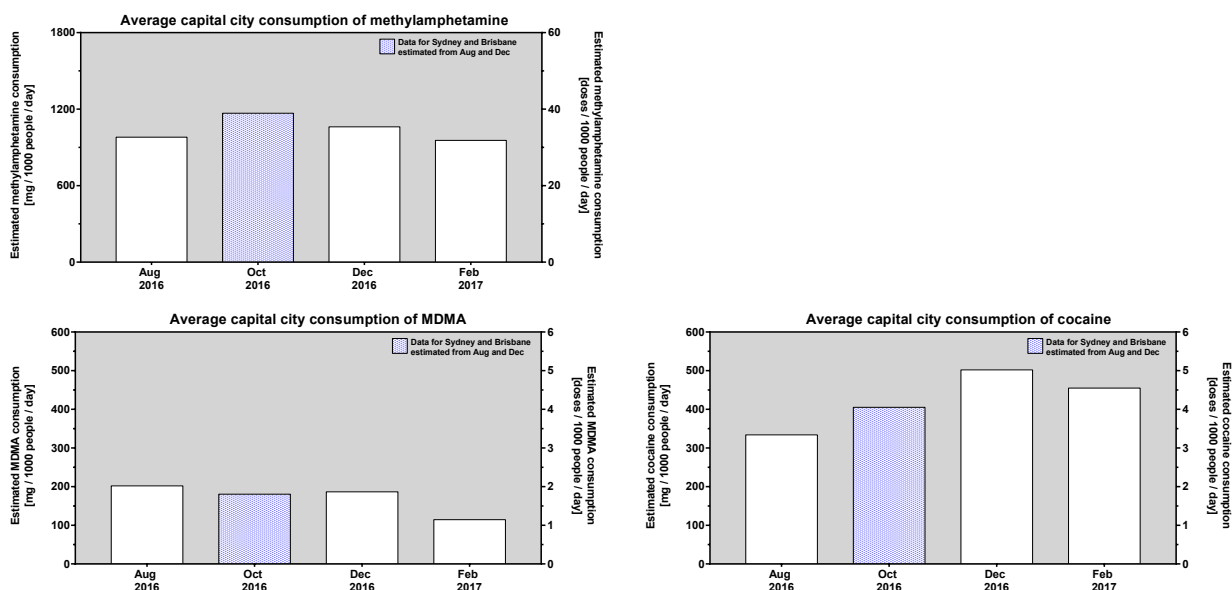 Average capital city consumption of methylamphetamine
Estimated methylamphetamine consumption
[mg / 1000 people / day]
1800
1200
600
0
Data for Sydney and Brisbane
estimated from Aug and Dec
60
40
20
0
Estimated methylamphetamine consumption
[doses / 1000 people / day]
Aug
2016
Oct
2016
Dec
2016
Feb
2017
Average capital city consumption of MDMA
Estimated MDMA consumption
[mg / 1000 people / day]
600
500
400
300
200
100
0
Data for Sydney and Brisbane
estimated from Aug and Dec
6
5
4
3
2
1
0
Estimated MDMA consumption
[doses / 1000 people / day]
Aug
2016
Oct
2016
Dec
2016
Feb
2017
Average capital city consumption of cocaine
Estimated cocaine consumption
[mg / 1000 people / day]
600
500
400
300
200
100
0
Data for Sydney and Brisbane
estimated from Aug and Dec
6
5
4
3
2
1
0
Estimated cocaine consumption
[doses / 1000 people / day]
Aug
2016
Oct
2016
Dec
2016
Feb
2017